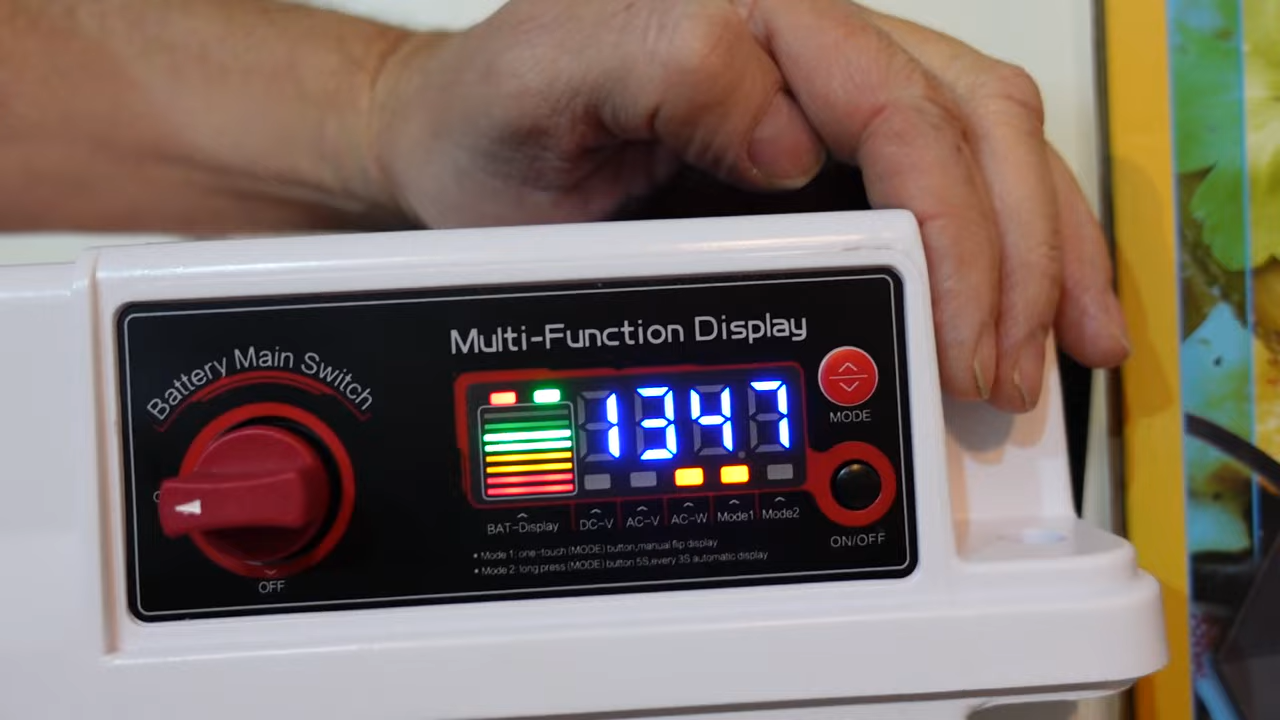 Multi-Function Display
Battery Main Switch
1347
MODE
BAT-Display DC-V AC-V AC-W Mode1 Mode2
ON/OFF
• Mode 1: one-touch (MODE) button,manual flip display
• Mode 2: long press (MODE) button 5S,every 3S automatic display
OFF